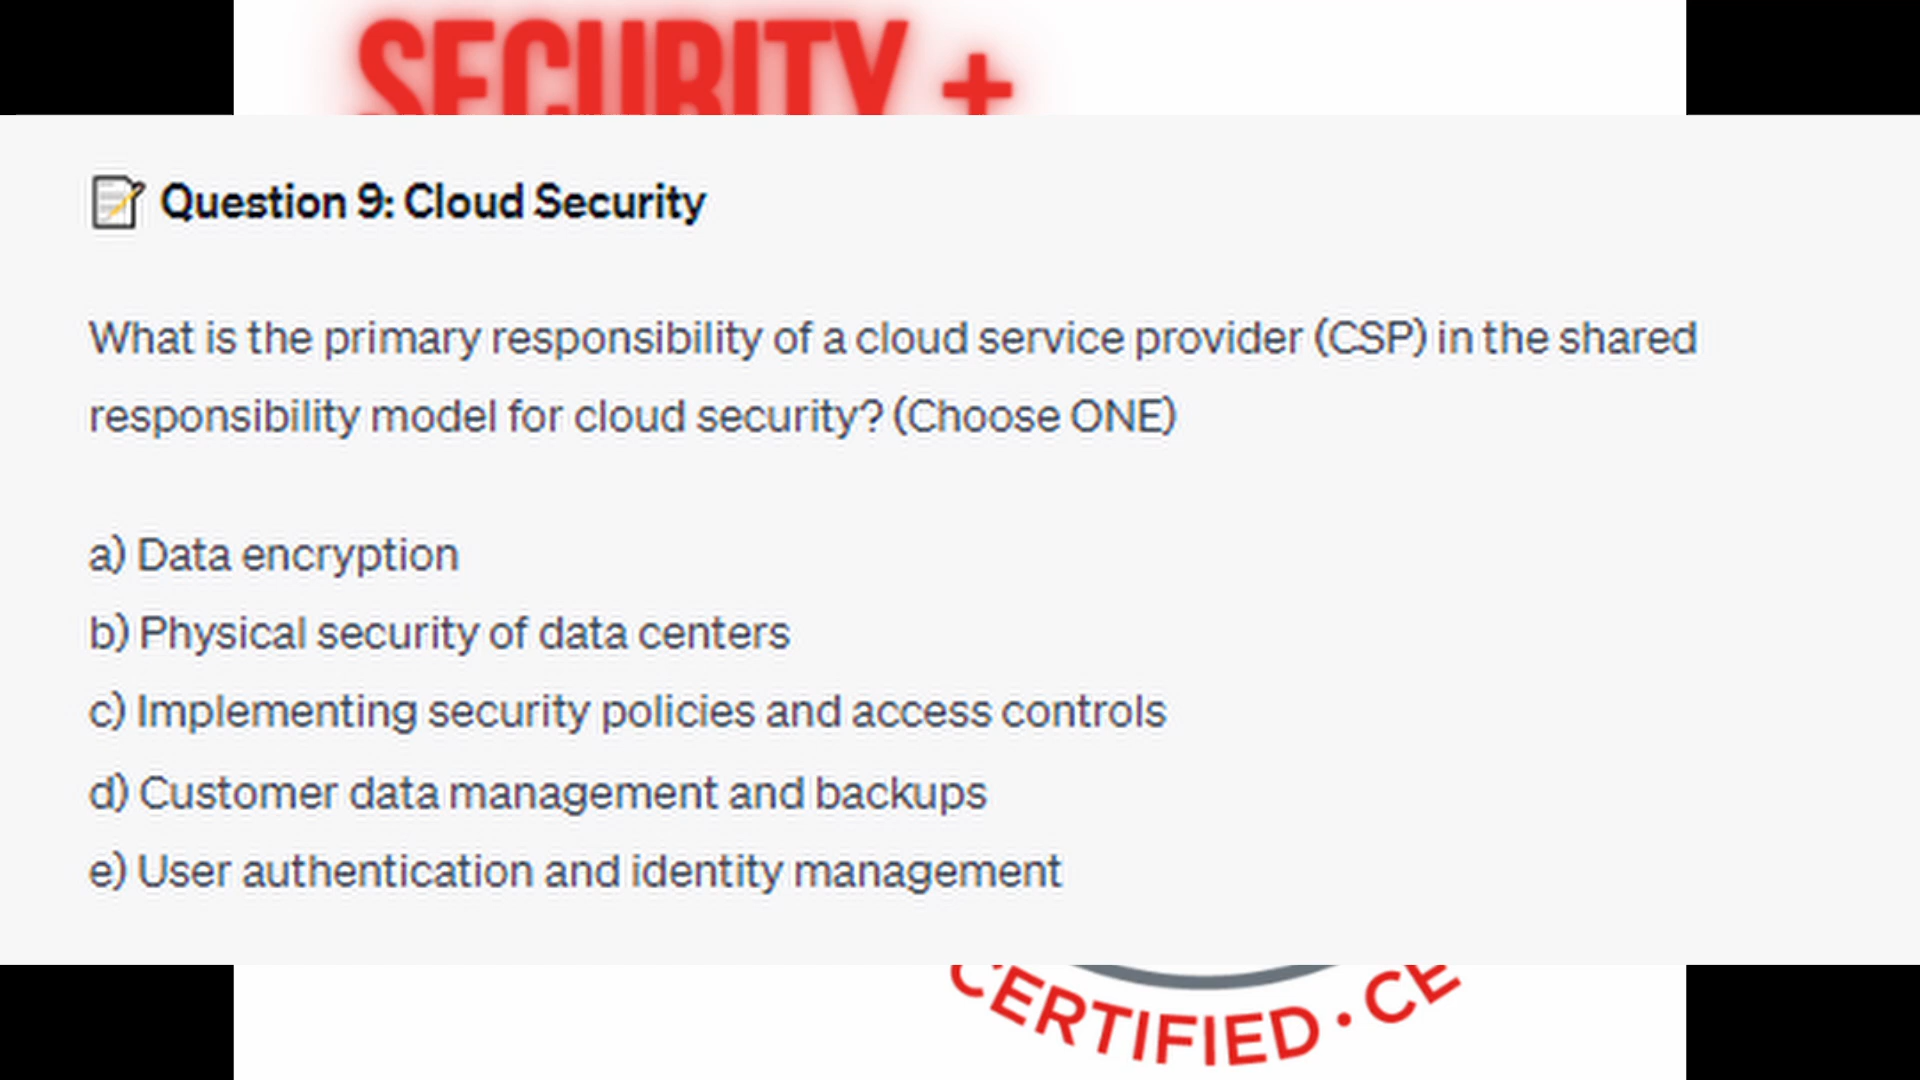 SECURITY +
Question 9: Cloud Security
What is the primary responsibility of a cloud service provider (CSP) in the shared
responsibility model for cloud security? (Choose ONE)
a) Data encryption
b) Physical security of data centers
c) Implementing security policies and access controls
d) Customer data management and backups
e) User authentication and identity management
CERTIFIED • CE